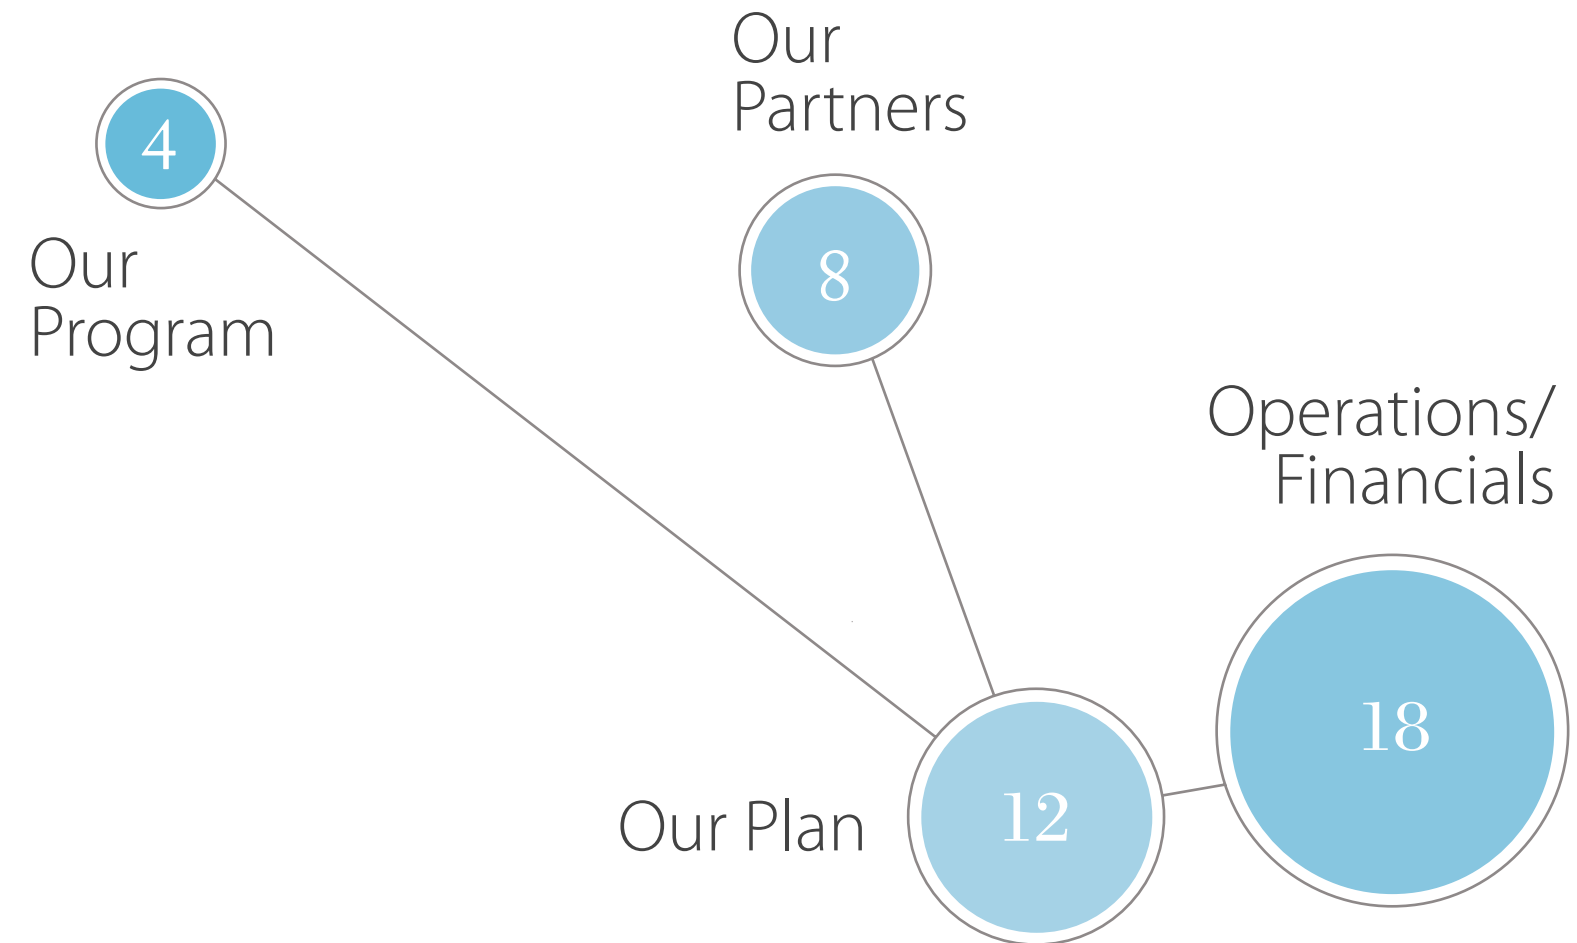 4
Our
Program
Our
Partners
8
Operations/
Financials
18
Our Plan
12